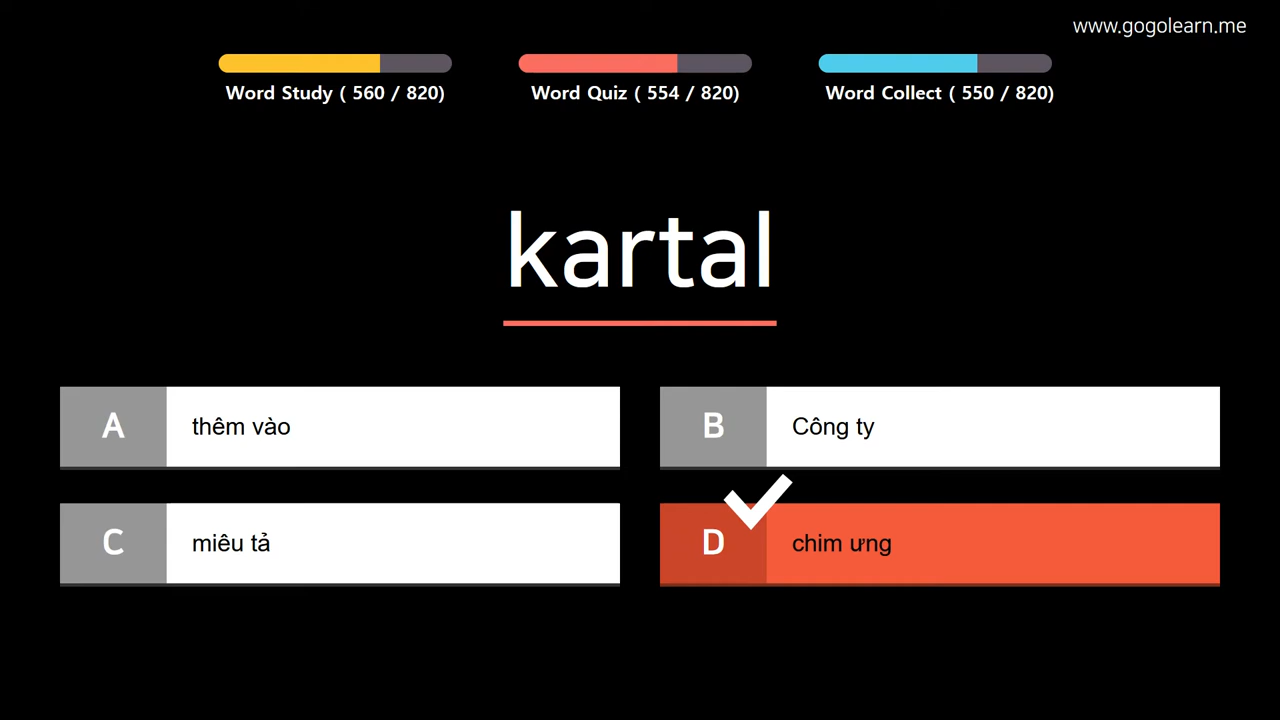 www.gogolearn.me
Word Study ( 560 / 820)
Word Quiz ( 554 / 820)
Word Collect ( 550 / 820)
kartal
A thêm vào
B Công ty
C miêu tả
D chim ưng